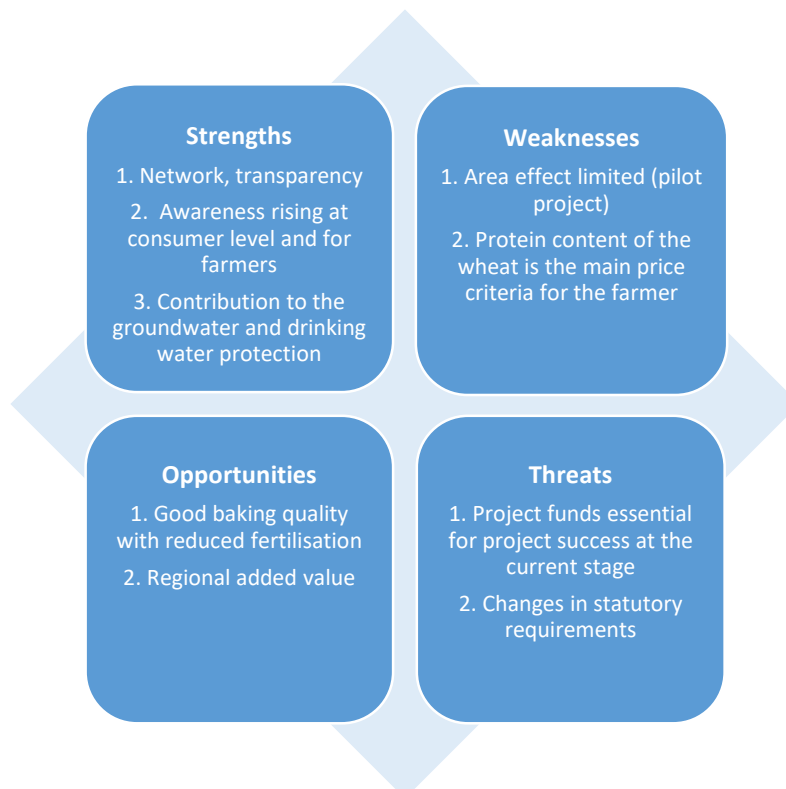 Strengths
1. Network, transparency
2. Awareness rising at
consumer level and for
farmers
3. Contribution to the
groundwater and drinking
water protection
Weaknesses
1. Area effect limited (pilot
project)
2. Protein content of the
wheat is the main price
criteria for the farmer
Opportunities
1. Good baking quality
with reduced fertilisation
2. Regional added value
Threats
1. Project funds essential
for project success at the
current stage
2. Changes in statutory
requirements